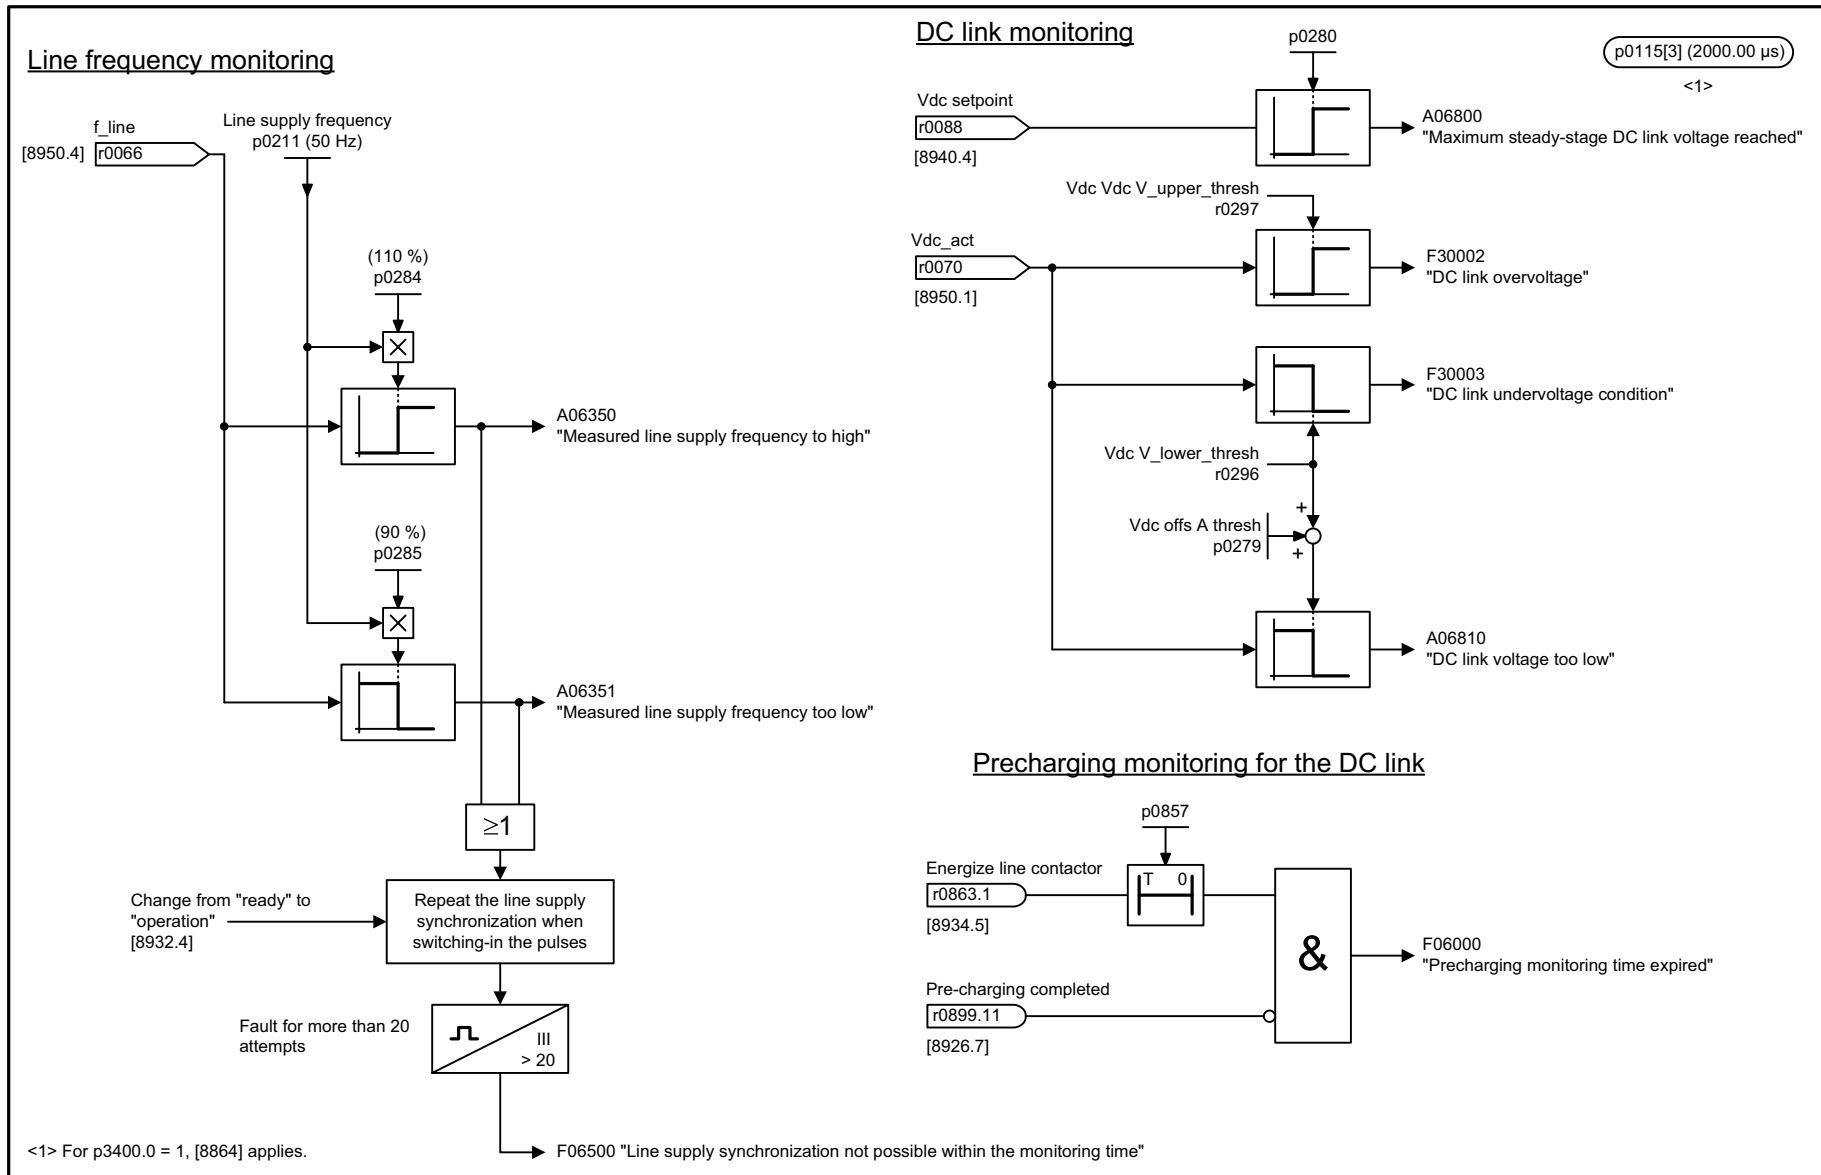 Line frequency monitoring
f_line
[8950.4] r0066
Line supply frequency
p0211 (50 Hz)
(110 %)
p0284
A06350
"Measured line supply frequency to high"
(90 %)
p0285
A06351
"Measured line supply frequency too low"
≥1
Change from "ready" to
"operation"
[8932.4]
Repeat the line supply
synchronization when
switching-in the pulses
Fault for more than 20
attempts
III
> 20
F06500 "Line supply synchronization not possible within the monitoring time"
<1> For p3400.0 = 1, [8864] applies.
DC link monitoring
p0280
p0115[3] (2000.00 µs)
<1>
Vdc setpoint
r0088
[8940.4]
A06800
"Maximum steady-stage DC link voltage reached"
Vdc Vdc V_upper_thresh
r0297
Vdc_act
r0070
[8950.1]
F30002
"DC link overvoltage"
F30003
"DC link undervoltage condition"
Vdc V_lower_thresh
r0296
+
Vdc offs A thresh
p0279
+
A06810
"DC link voltage too low"
Precharging monitoring for the DC link
p0857
Energize line contactor
r0863.1
[8934.5]
T 0
&
F06000
"Precharging monitoring time expired"
Pre-charging completed
r0899.11
[8926.7]